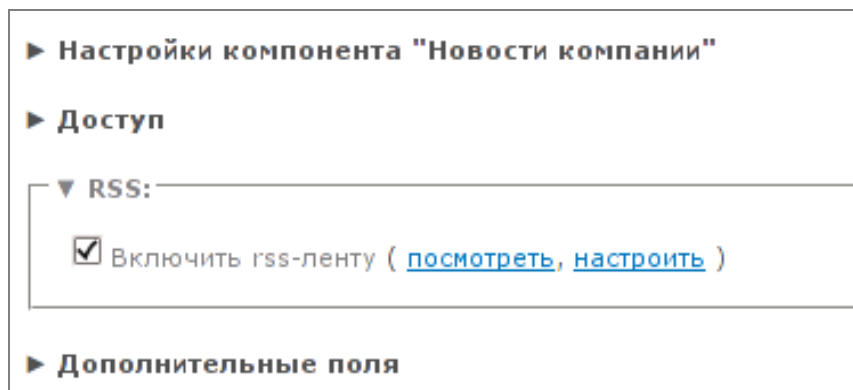 Настройки компонента "Новости компании"
Доступ
RSS:
Включить rss-ленту ( посмотреть, настроить )
Дополнительные поля